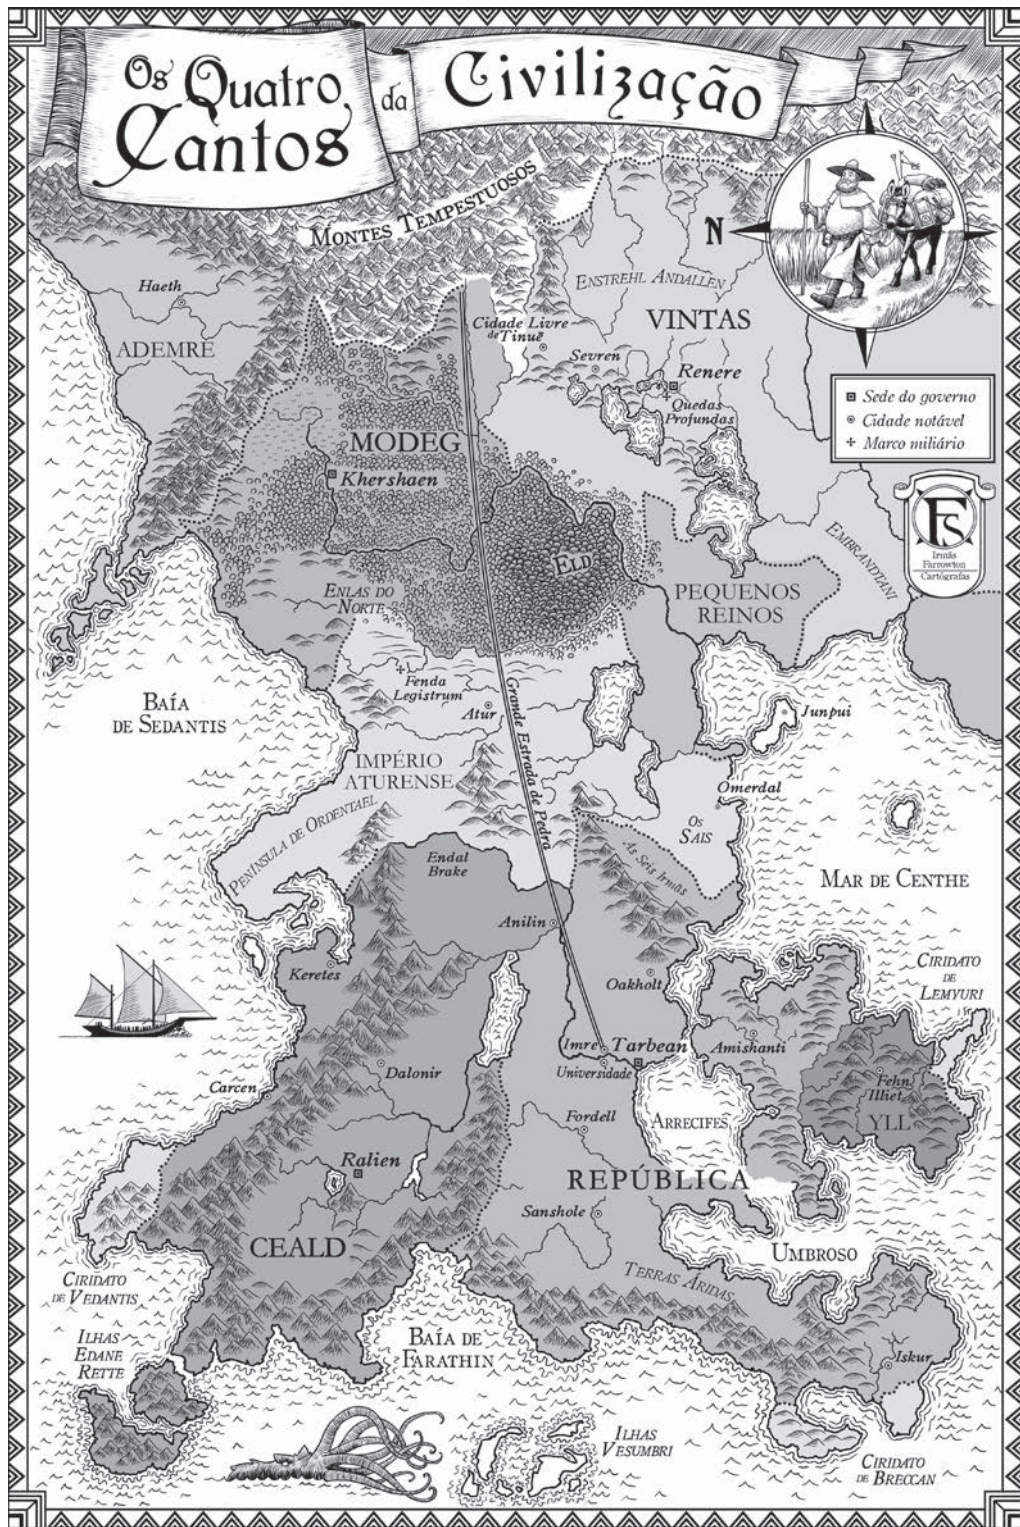 Os Quatro
Cantos
da
Civilização
Montes Tempestuosos
N
Enstrehl Andallen
Haeth
VINTAS
Cidade Livre
de Tinuë
ADEMRE
Sevren
Renere
Quedas
Profundas
Sede do governo
Cidade notável
Marco miliário
MODEG
Khershaen
FS
Irmãs
Farrowton
Cartógrafas
Embrandiani
Eld
Enlas do
Norte
PEQUENOS
REINOS
Fenda
Legistrum
Atur
Grande Estrada de Pedra
Baía
de Sedantis
Junpui
IMPÉRIO
ATURENSE
Omerdal
Os
Sais
Península de Ordentael
As Seis Irmãs
Endal
Brake
Mar de Centhe
Anilin
Keretes
Oakholt
Ciridato
de
Lemyuri
Imre
Tarbean
Amishanti
Universidade
Dalonir
Carcen
Fehn
Illiet
YLL
Fordell
Arrecifes
Ralien
REPÚBLICA
Sanshole
CEALD
Umbroso
Terras Áridas
Ciridato
de Vedantis
Ilhas
Edane
Rette
Baía de
Farathin
Iskur
Ilhas
Vesumbri
Ciridato
de Breccan